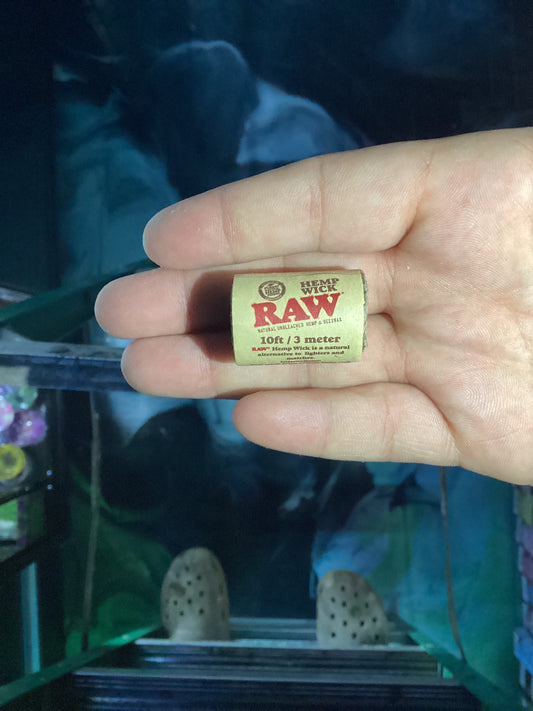 HEMP
WICK
RAW
NATURAL UNBLEACHED HEMP & BEESWAX
10ft / 3 meter
RAW Hemp Wick is a natural
alternative to lighters and
matches.